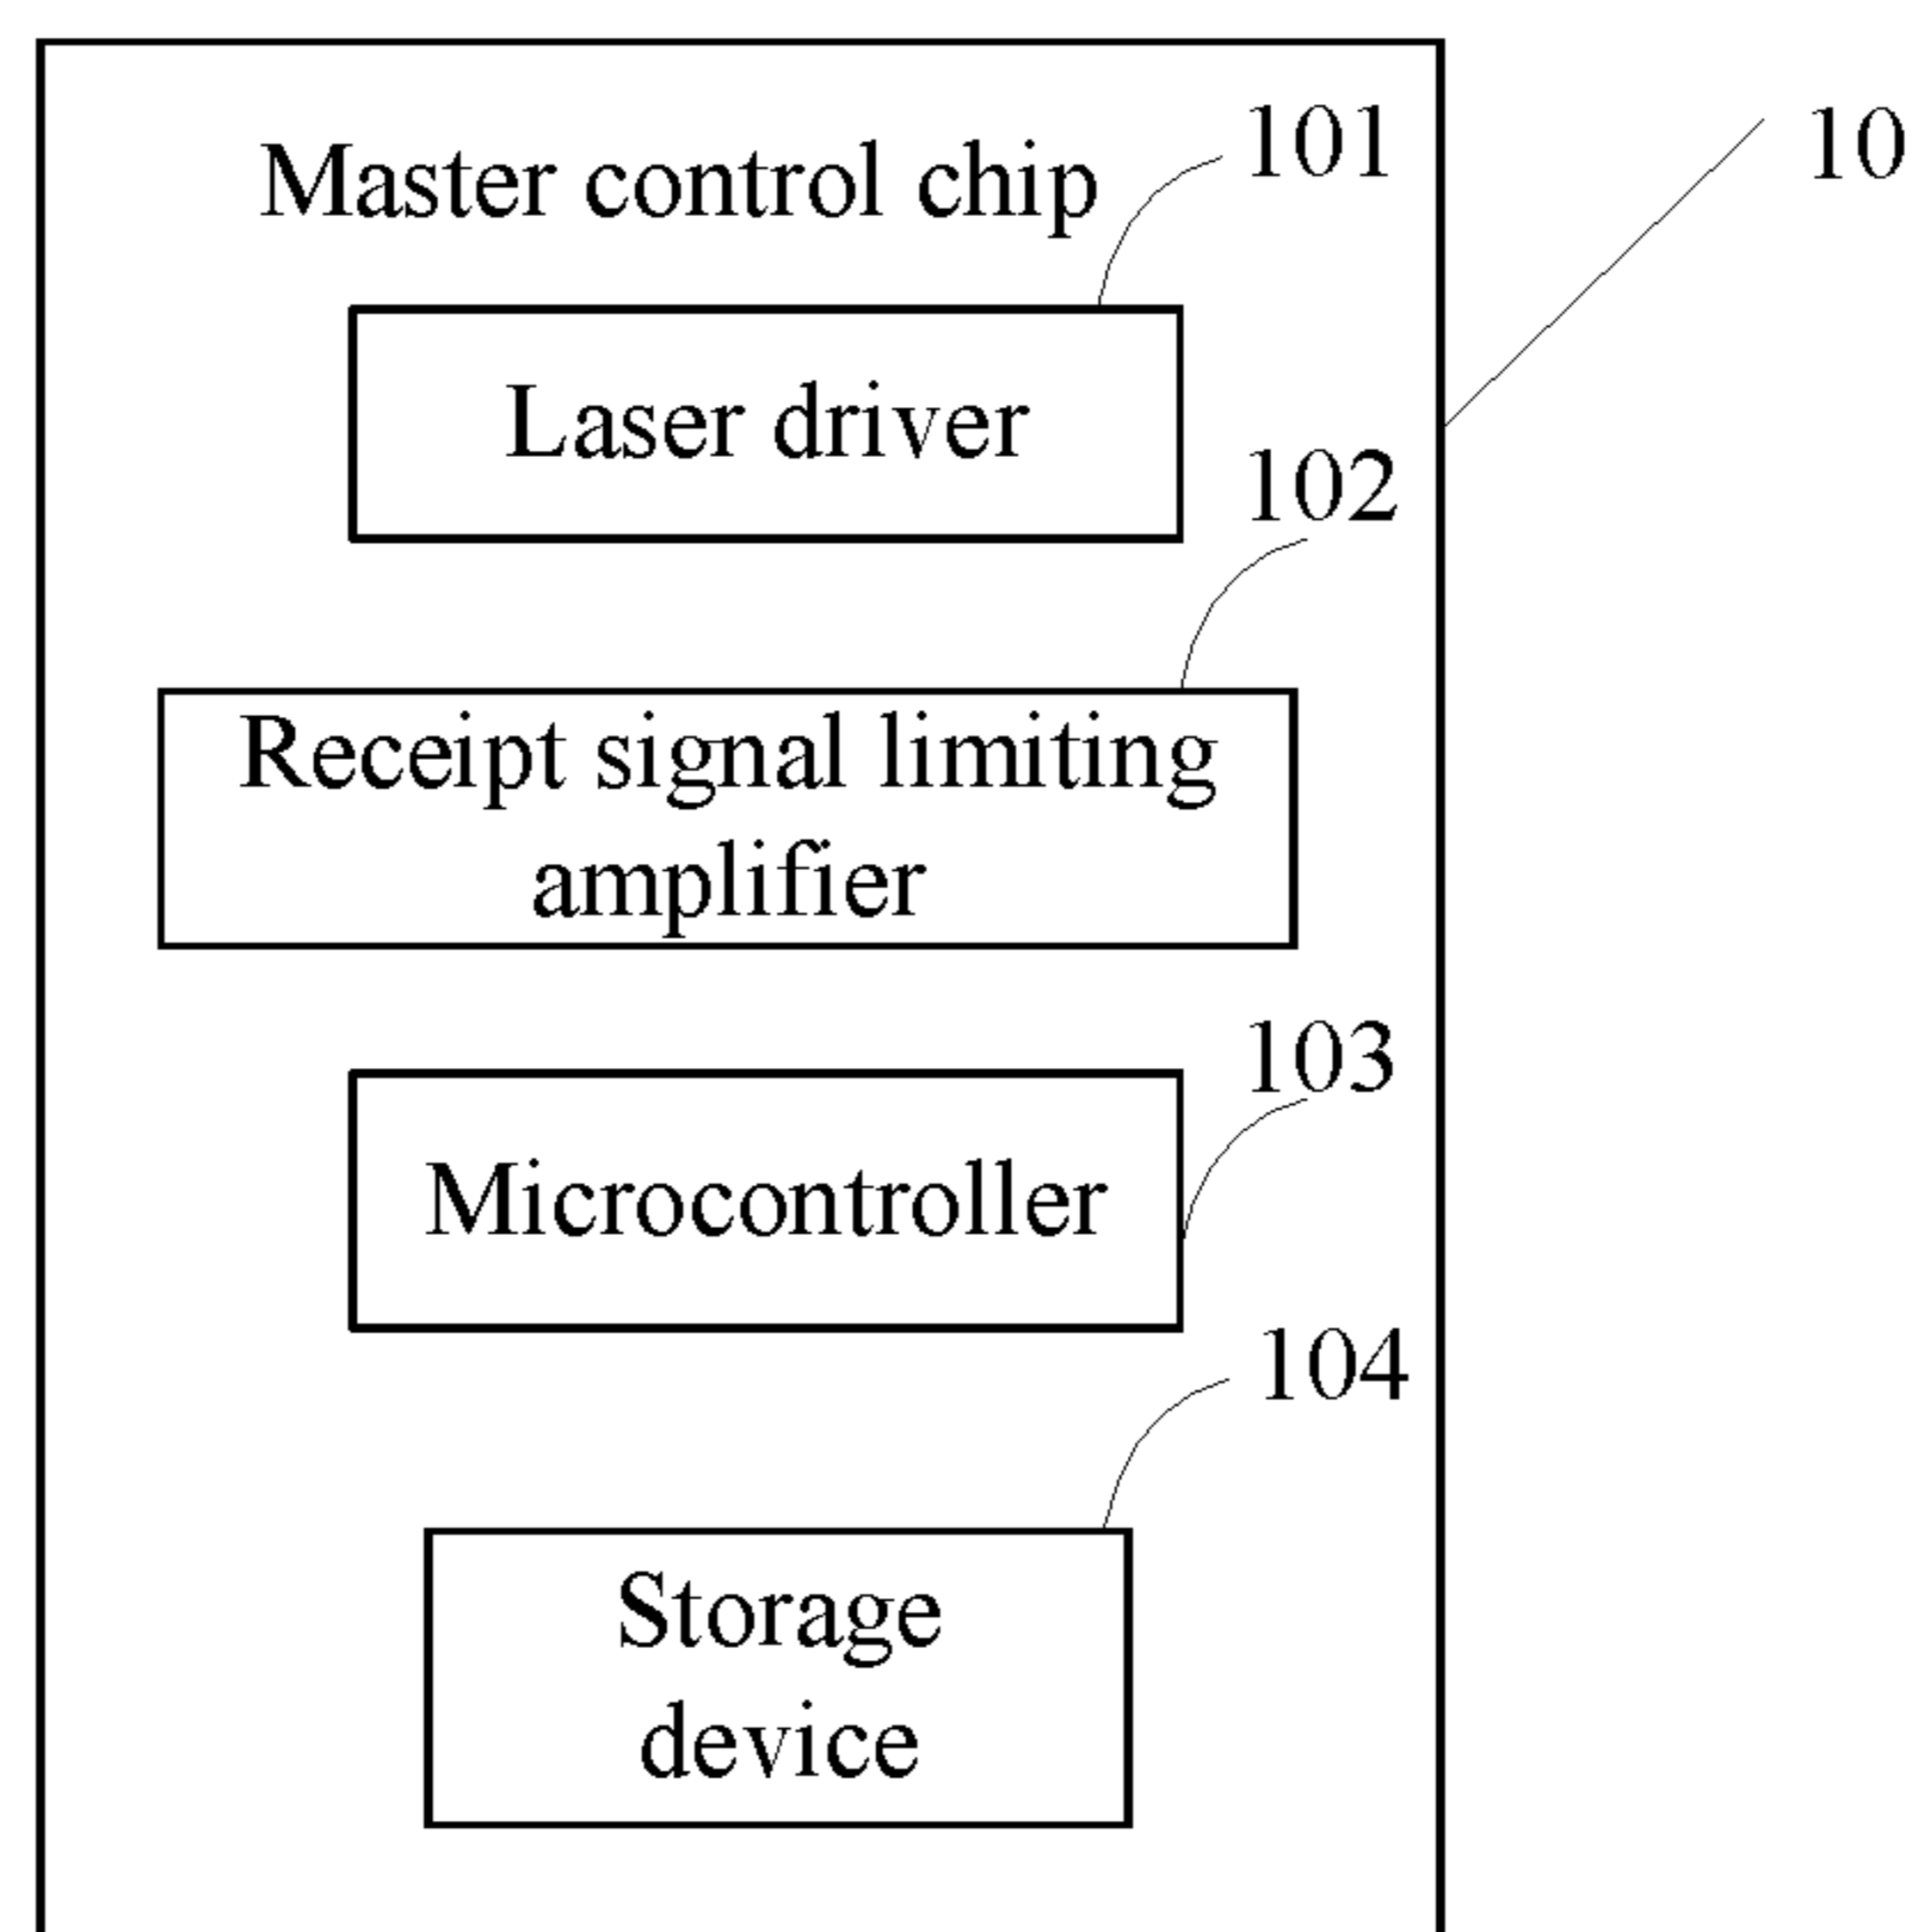 101
10
Master control chip
Laser driver
102
Receipt signal limiting
amplifier
103
Microcontroller
104
Storage
device